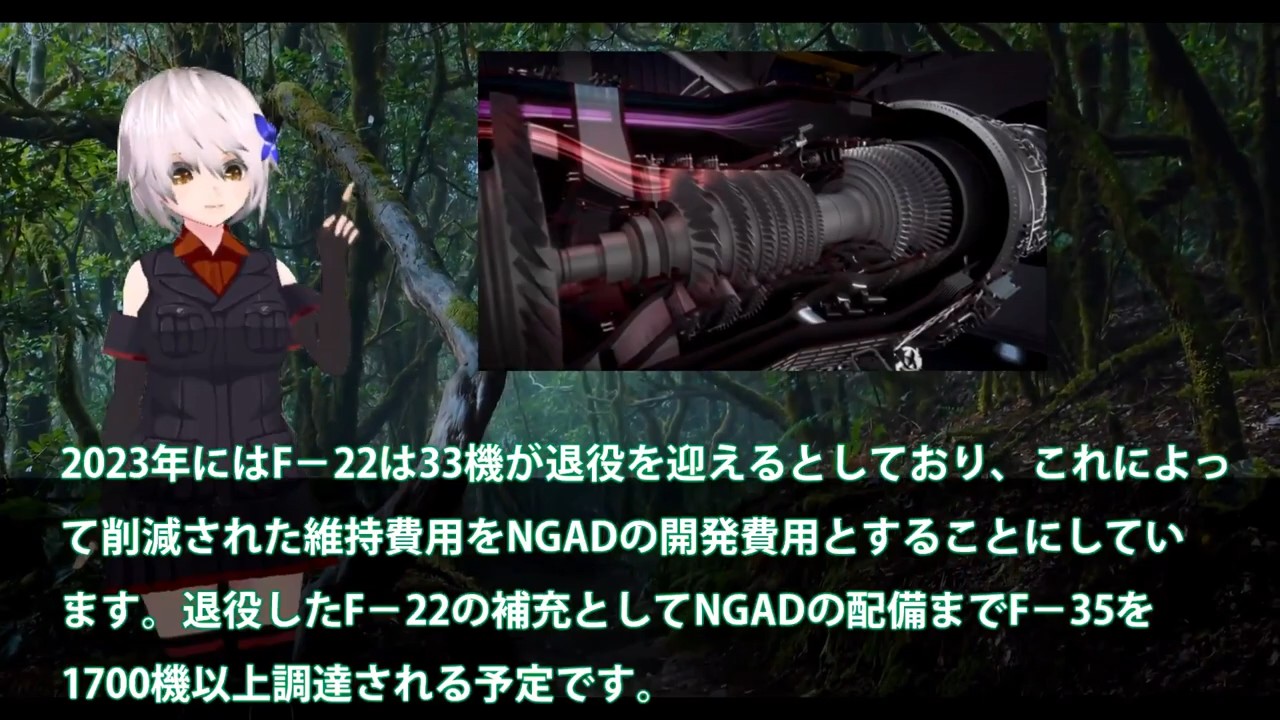 2023年にはF－22は33機が退役を迎えるとしており、これによっ
て削減された維持費用をNGADの開発費用とすることにしてい
ます。退役したF－22の補充としてNGADの配備までF－35を
1700機以上調達される予定です。